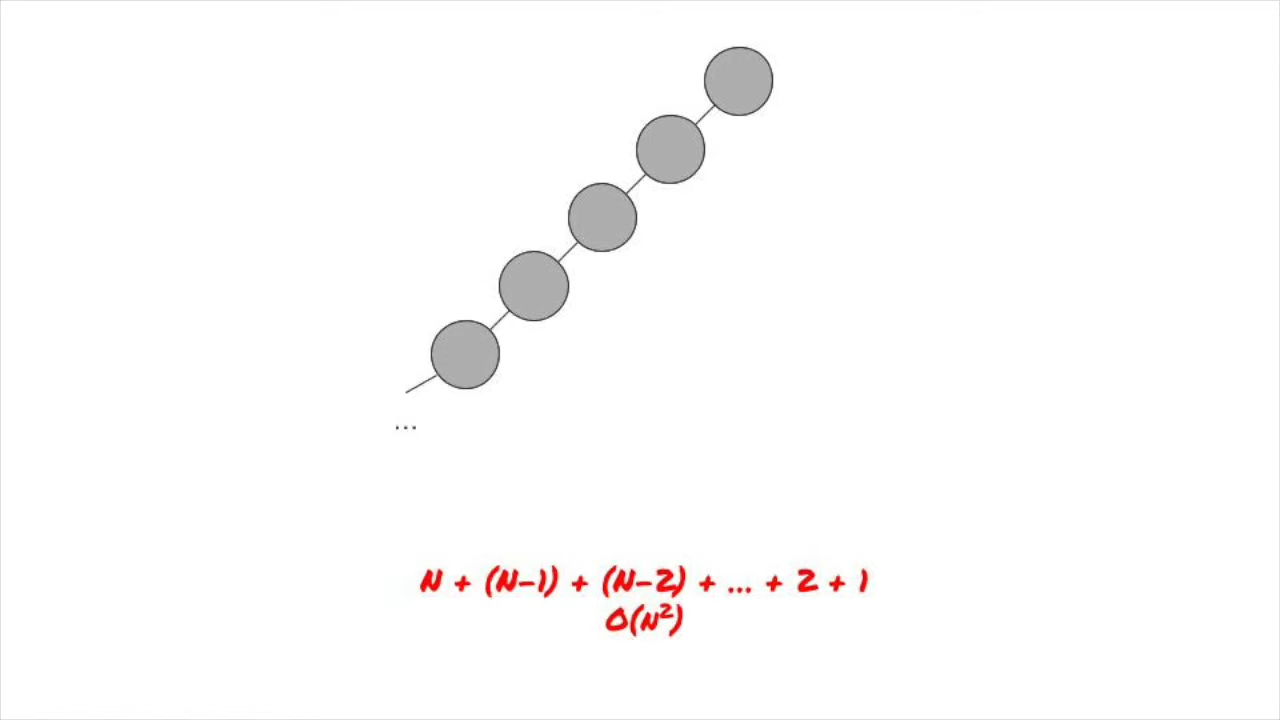 ...
N + (N-1) + (N-2) + ... + 2 + 1
O(N²)